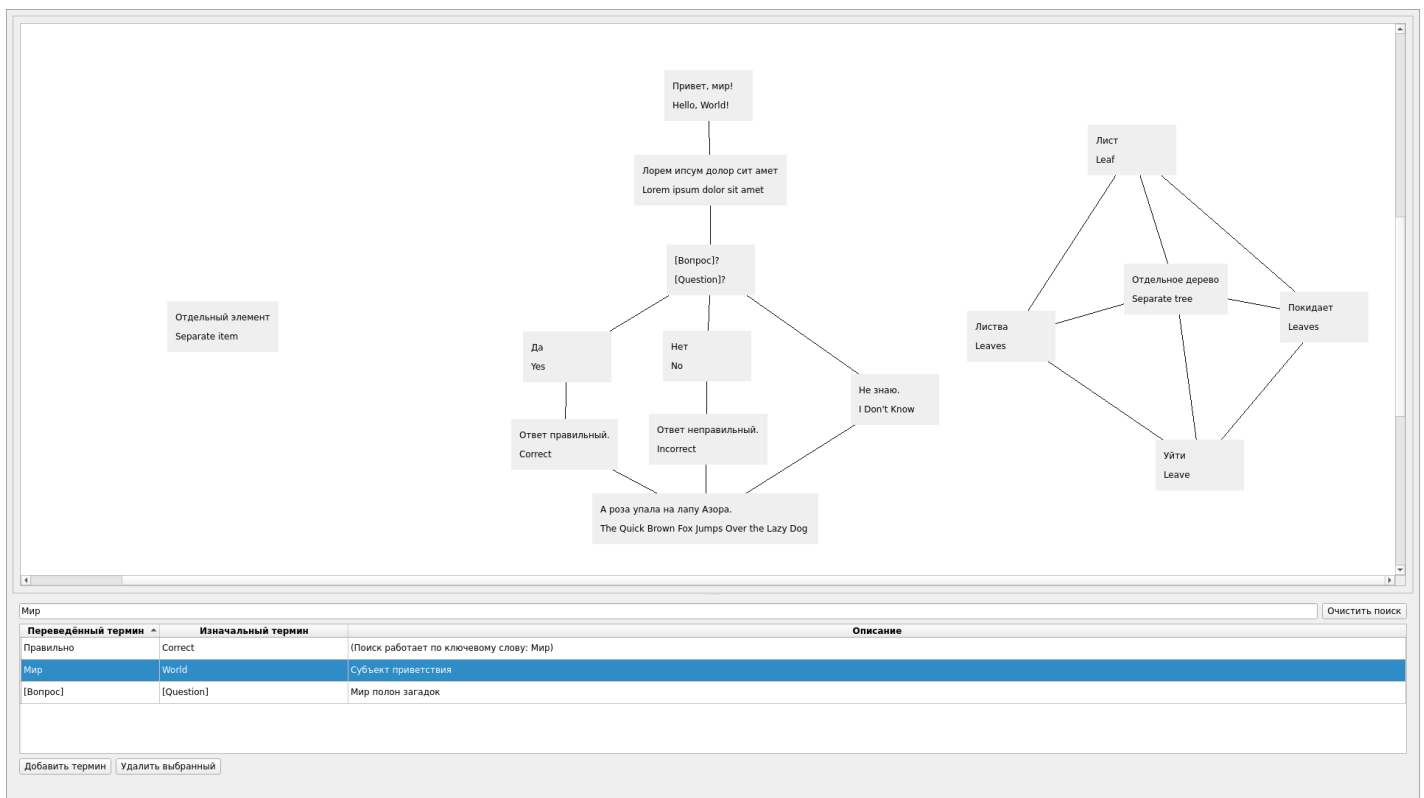 Привет, мир!
Hello, World!
Лорем ипсум долор сит амет
Lorem ipsum dolor sit amet
[Вопрос]?
[Question]?
Отдельный элемент
Separate item
Да
Yes
Нет
No
Не знаю.
I Don't Know
Ответ правильный.
Correct
Ответ неправильный.
Incorrect
А роза упала на лапу Азора.
The Quick Brown Fox Jumps Over the Lazy Dog
Лист
Leaf
Отдельное дерево
Separate tree
Листва
Leaves
Покидает
Leaves
Уйти
Leave
Мир
Очистить поиск
Переведённый термин Изначальный термин Описание
Правильно Correct (Поиск работает по ключевому слову: Мир)
Мир World Субъект приветствия
[Вопрос] [Question] Мир полон загадок
Добавить термин Удалить выбранный